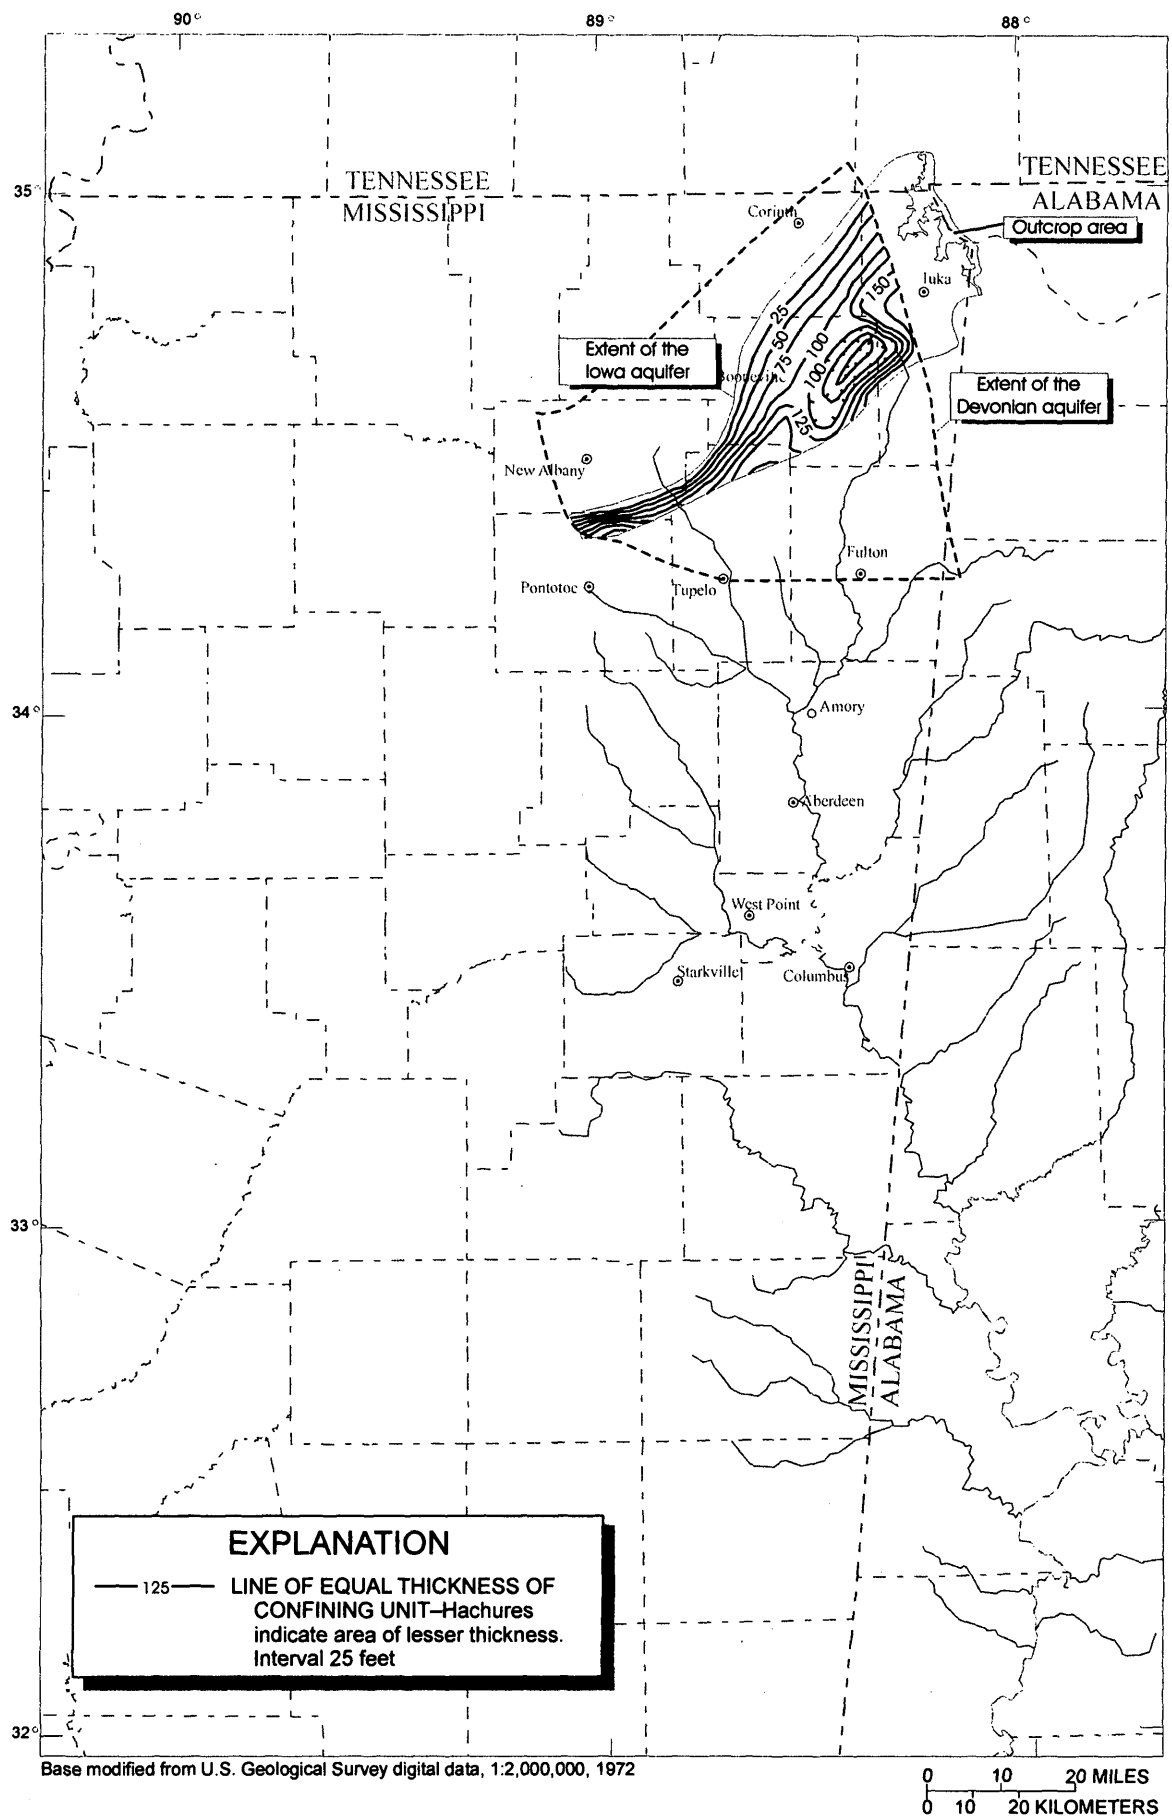 90°
89°
88°
35°
TENNESSEE
MISSISSIPPI
TENNESSEE
ALABAMA
Corinth
Outcrop area
Iuka
150
25
50
75
100
100
125
Extent of the
Iowa aquifer
Booneville
Extent of the
Devonian aquifer
New Albany
Fulton
Pontotoc
Tupelo
34°
Amory
Aberdeen
West Point
Starkville
Columbus
33°
MISSISSIPPI
ALABAMA
EXPLANATION
125
LINE OF EQUAL THICKNESS OF
CONFINING UNIT–Hachures
indicate area of lesser thickness.
Interval 25 feet
32°
Base modified from U.S. Geological Survey digital data, 1:2,000,000, 1972
0 10 20 MILES
0 10 20 KILOMETERS